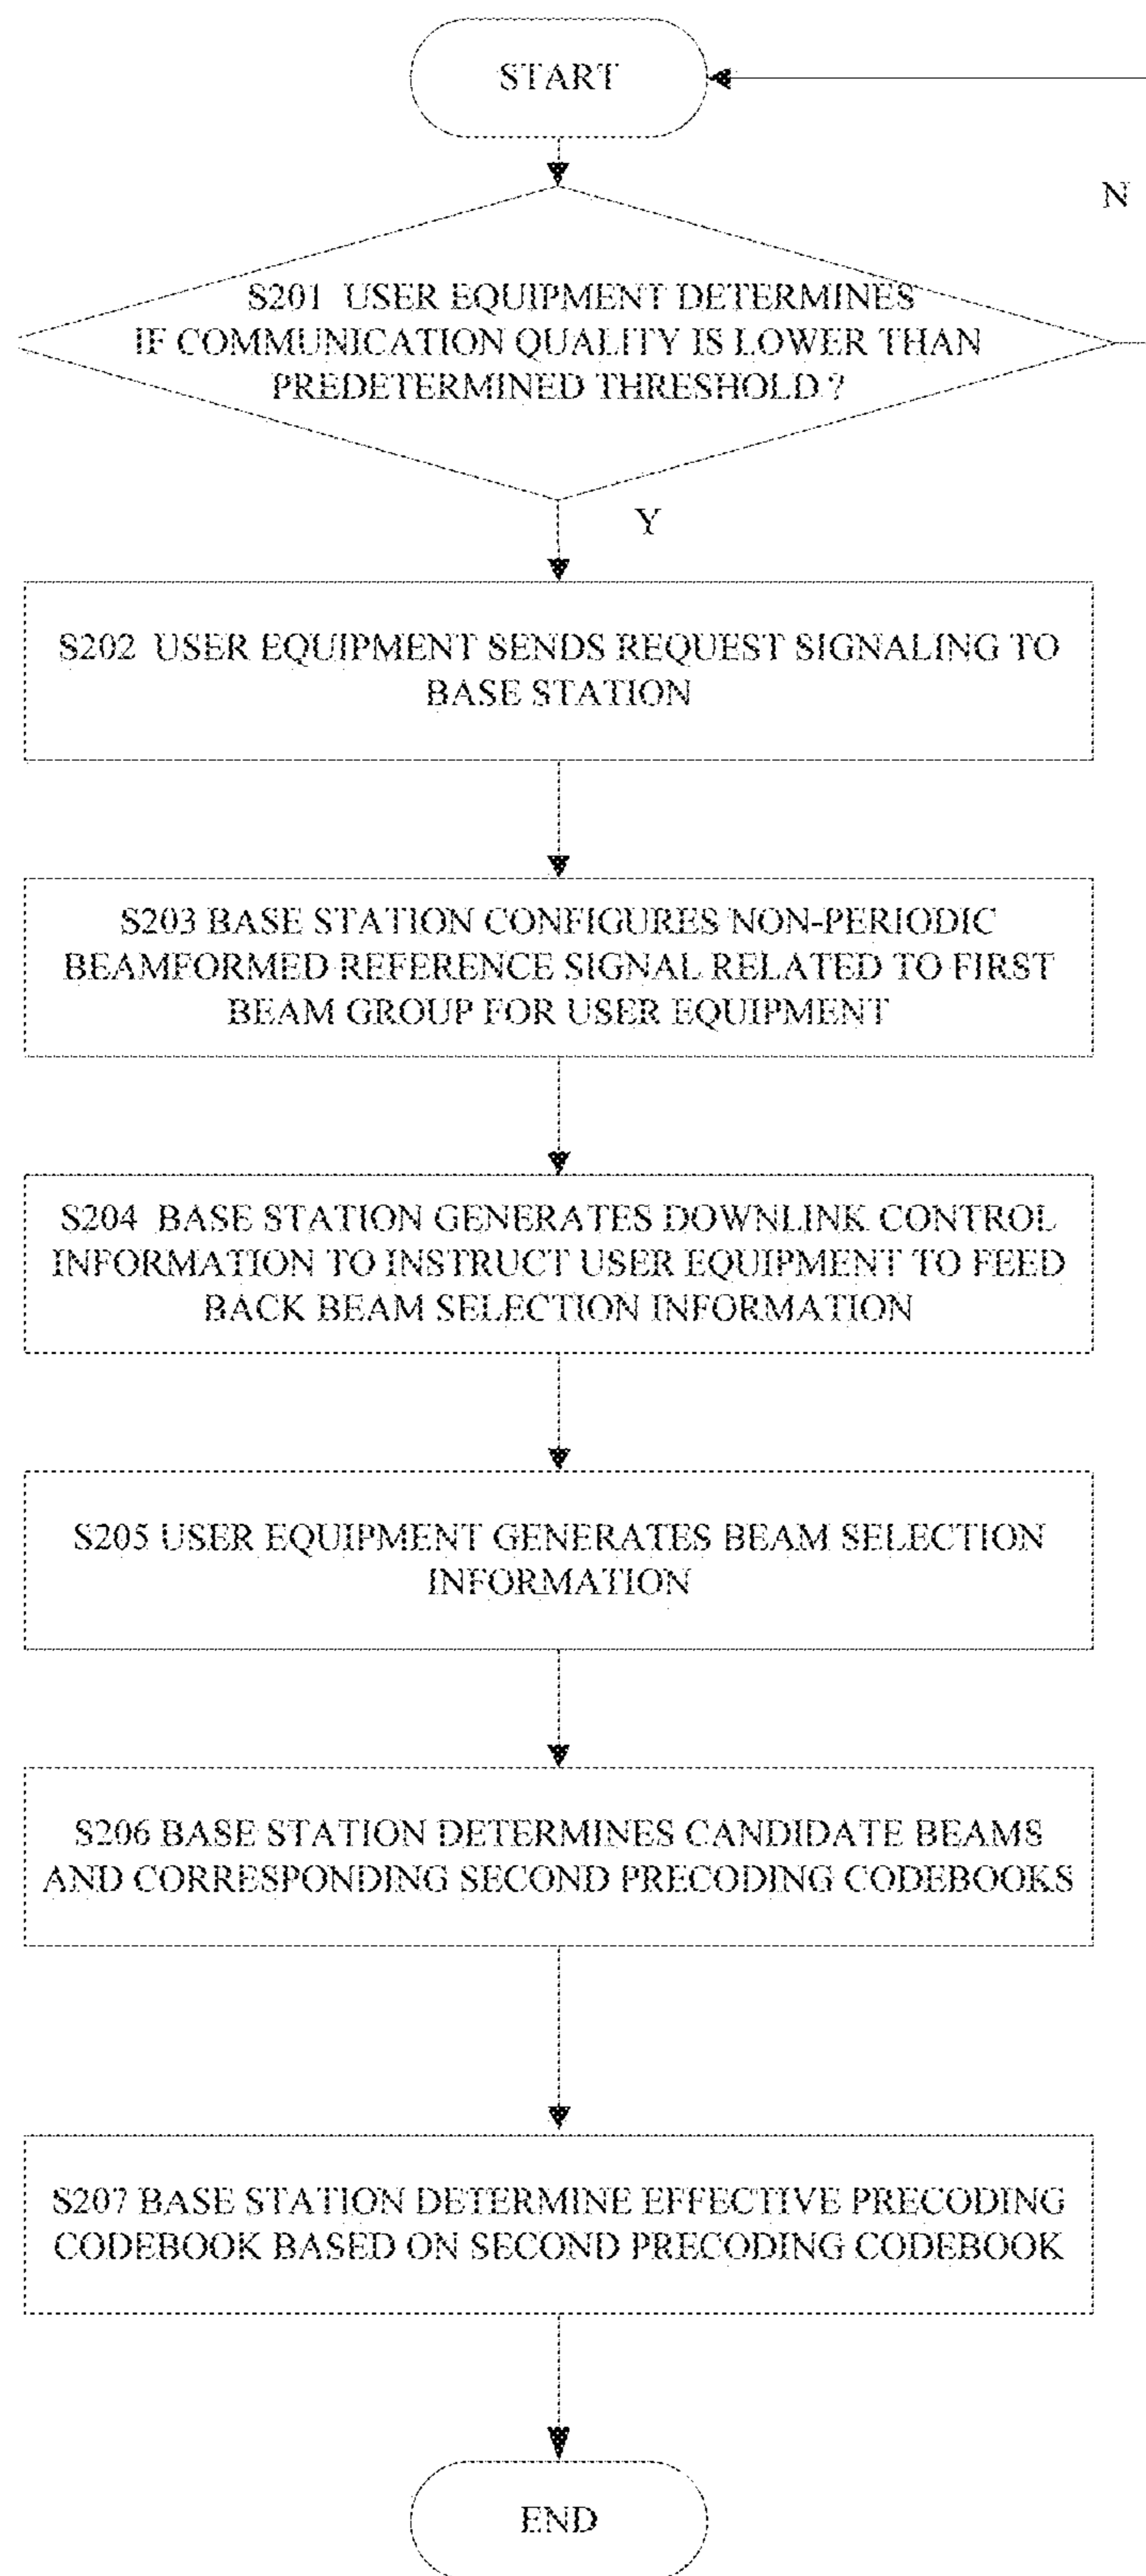 START
N
S201 USER EQUIPMENT DETERMINES
IF COMMUNICATION QUALITY IS LOWER THAN
PREDETERMINED THRESHOLD ?
Y
S202 USER EQUIPMENT SENDS REQUEST SIGNALING TO
BASE STATION
S203 BASE STATION CONFIGURES NON-PERIODIC
BEAMFORMED REFERENCE SIGNAL RELATED TO FIRST
BEAM GROUP FOR USER EQUIPMENT
S204 BASE STATION GENERATES DOWNLINK CONTROL
INFORMATION TO INSTRUCT USER EQUIPMENT TO FEED
BACK BEAM SELECTION INFORMATION
S205 USER EQUIPMENT GENERATES BEAM SELECTION
INFORMATION
S206 BASE STATION DETERMINES CANDIDATE BEAMS
AND CORRESPONDING SECOND PRECODING CODEBOOKS
S207 BASE STATION DETERMINE EFFECTIVE PRECODING
CODEBOOK BASED ON SECOND PRECODING CODEBOOK
END